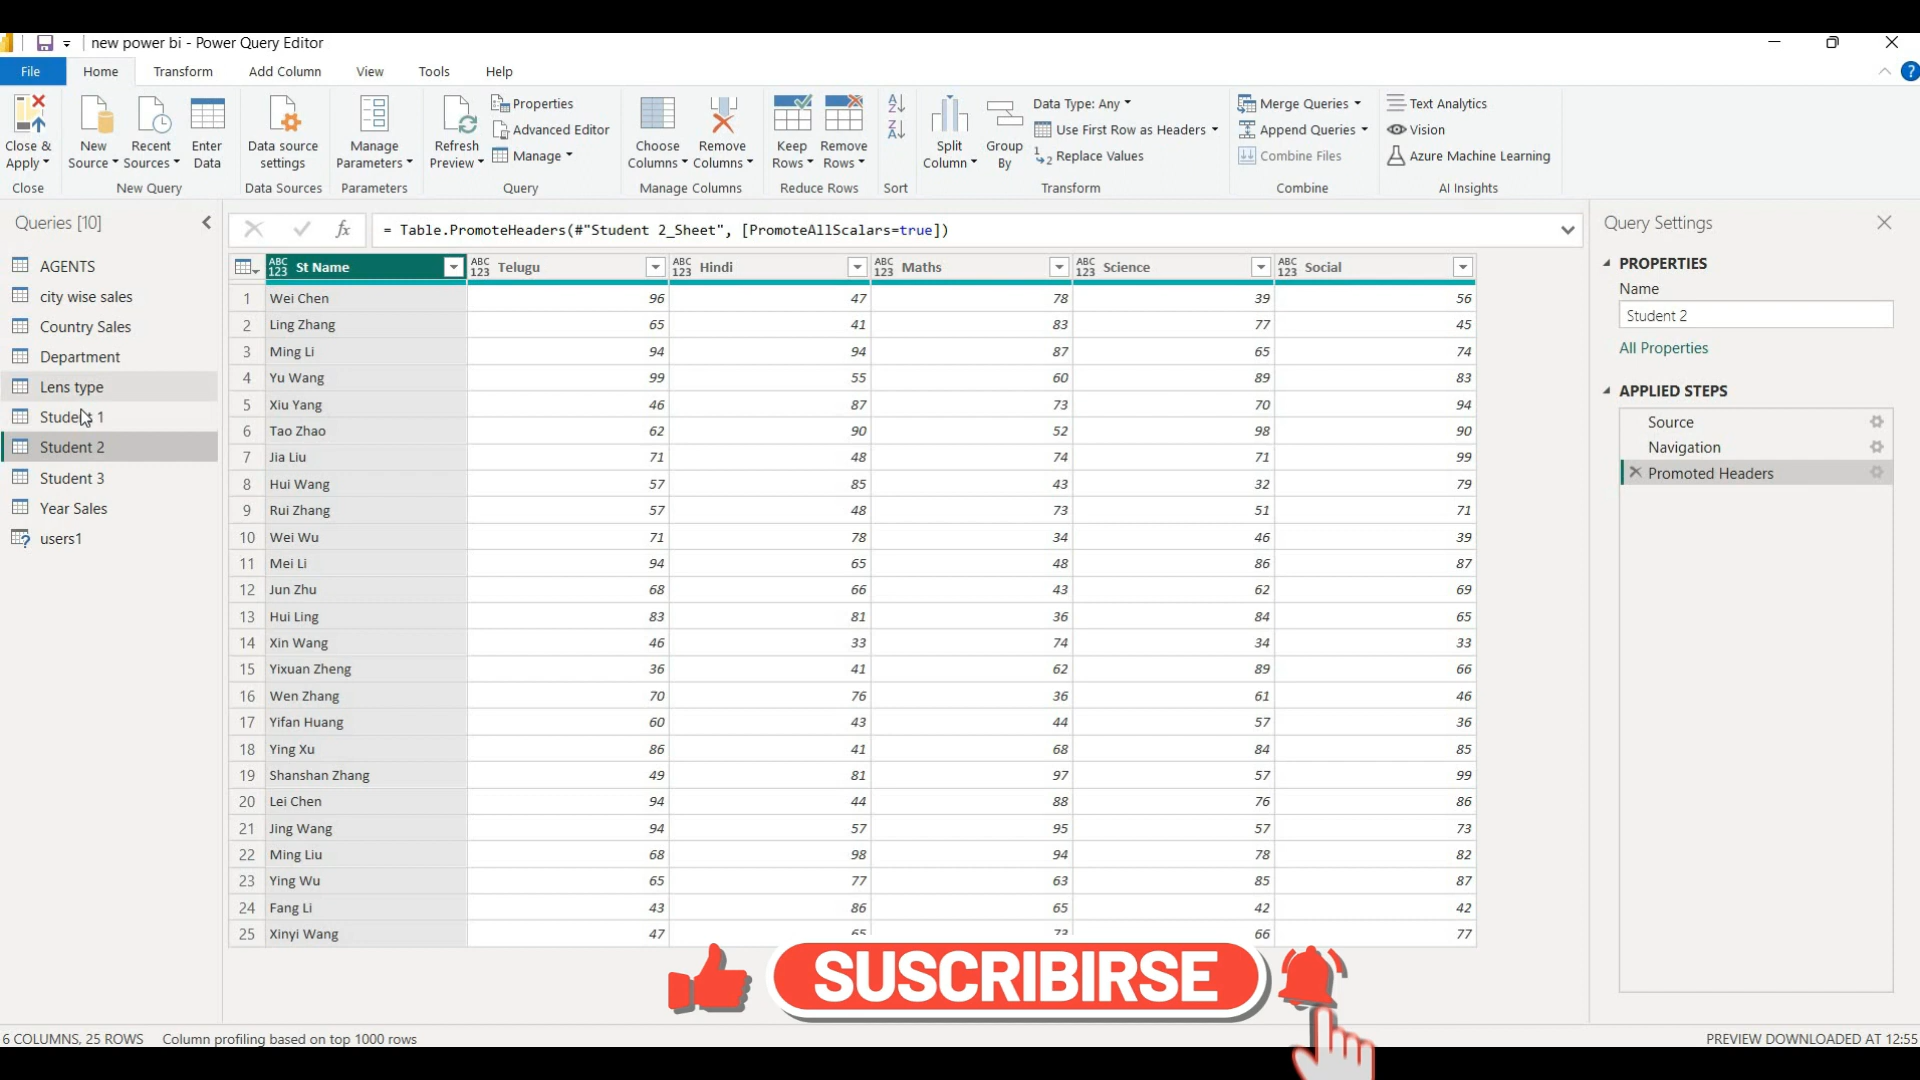 new power bi - Power Query Editor
File Home Transform Add Column View Tools Help
Close & Apply
New Source
Recent Sources
Enter Data
Data source settings
Manage Parameters
Refresh Preview
Properties
Advanced Editor
Manage
Choose Columns
Remove Columns
Keep Rows
Remove Rows
Split Column
Group By
Data Type: Any
Use First Row as Headers
Replace Values
Merge Queries
Append Queries
Combine Files
Text Analytics
Vision
Azure Machine Learning
Close New Query Data Sources Parameters Query Manage Columns Reduce Rows Sort Transform Combine AI Insights
Queries [10]
AGENTS
city wise sales
Country Sales
Department
Lens type
Student 1
Student 2
Student 3
Year Sales
users1
fx = Table.PromoteHeaders(#"Student 2_Sheet", [PromoteAllScalars=true])
ABC 123 St Name ABC 123 Telugu ABC 123 Hindi ABC 123 Maths ABC 123 Science ABC 123 Social
1 Wei Chen 96 47 78 39 56
2 Ling Zhang 65 41 83 77 45
3 Ming Li 94 94 87 65 74
4 Yu Wang 99 55 60 89 83
5 Xiu Yang 46 87 73 70 94
6 Tao Zhao 62 90 52 98 90
7 Jia Liu 71 48 74 71 99
8 Hui Wang 57 85 43 32 79
9 Rui Zhang 57 48 73 51 71
10 Wei Wu 71 78 34 46 39
11 Mei Li 94 65 48 86 87
12 Jun Zhu 68 66 43 62 69
13 Hui Ling 83 81 36 84 65
14 Xin Wang 46 33 74 34 33
15 Yixuan Zheng 36 41 62 89 66
16 Wen Zhang 70 76 36 61 46
17 Yifan Huang 60 43 44 57 36
18 Ying Xu 86 41 68 84 85
19 Shanshan Zhang 49 81 97 57 99
20 Lei Chen 94 44 88 76 86
21 Jing Wang 94 57 95 57 73
22 Ming Liu 68 98 94 78 82
23 Ying Wu 65 77 63 85 87
24 Fang Li 43 86 65 42 42
25 Xinyi Wang 47 65 73 66 77
SUSCRIBIRSE
Query Settings
PROPERTIES
Name
Student 2
All Properties
APPLIED STEPS
Source
Navigation
Promoted Headers
6 COLUMNS, 25 ROWS Column profiling based on top 1000 rows
PREVIEW DOWNLOADED AT 12:55